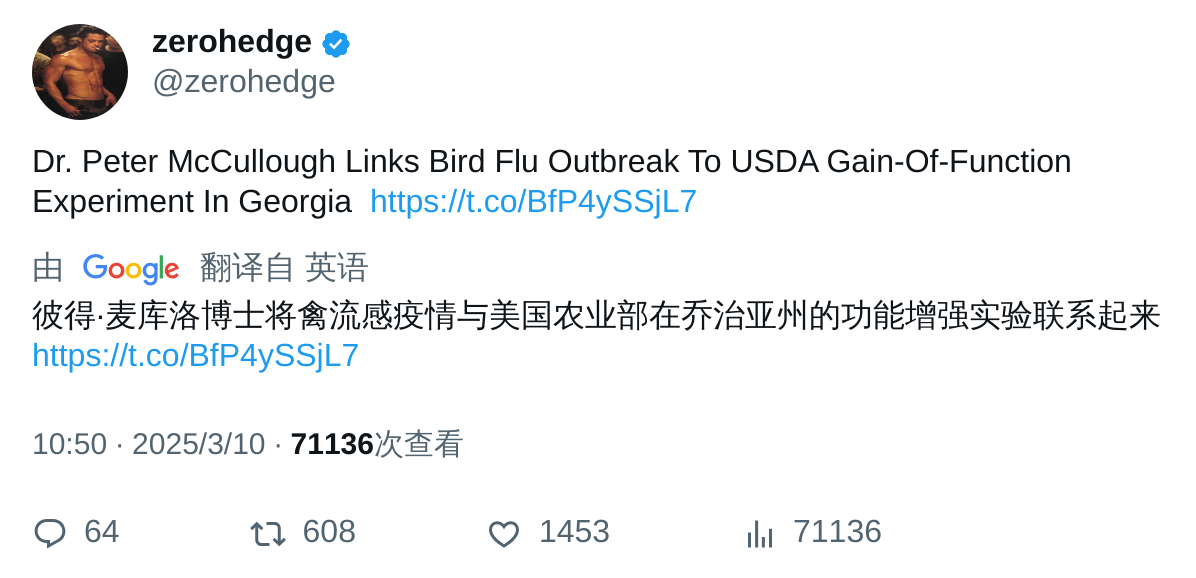 zerohedge
@zerohedge
Dr. Peter McCullough Links Bird Flu Outbreak To USDA Gain-Of-Function
Experiment In Georgia  https://t.co/BfP4ySSjL7
由 Google 翻译自 英语
彼得·麦库洛博士将禽流感疫情与美国农业部在乔治亚州的功能增强实验联系起来
https://t.co/BfP4ySSjL7
10:50 · 2025/3/10 · 71136次查看
64 608 1453 71136